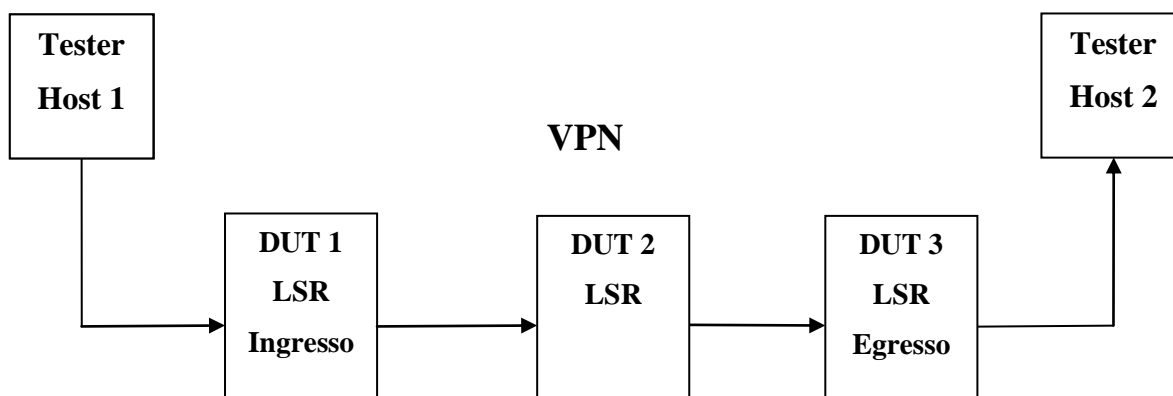 Tester
Host 1
Tester
Host 2
VPN
DUT 1
LSR
Ingresso
DUT 2
LSR
DUT 3
LSR
Egresso